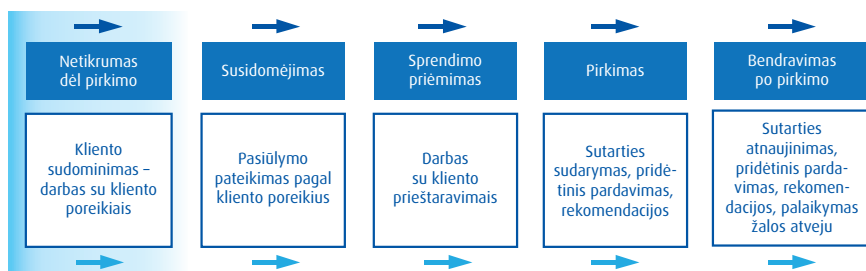 Netikrumas
dėl pirkimo
Susidomėjimas
Sprendimo
priėmimas
Pirkimas
Bendravimas
po pirkimo
Kliento
sudominimas –
darbas su kliento
poreikiais
Pasiūlymo
pateikimas pagal
kliento poreikius
Darbas
su kliento
prieštaravimais
Sutarties
sudarymas, pridė-
tinis pardavimas,
rekomendacijos
Sutarties
atnaujinimas,
pridėtinis parda-
vimas, rekomen-
dacijos, palaikymas
žalos atveju